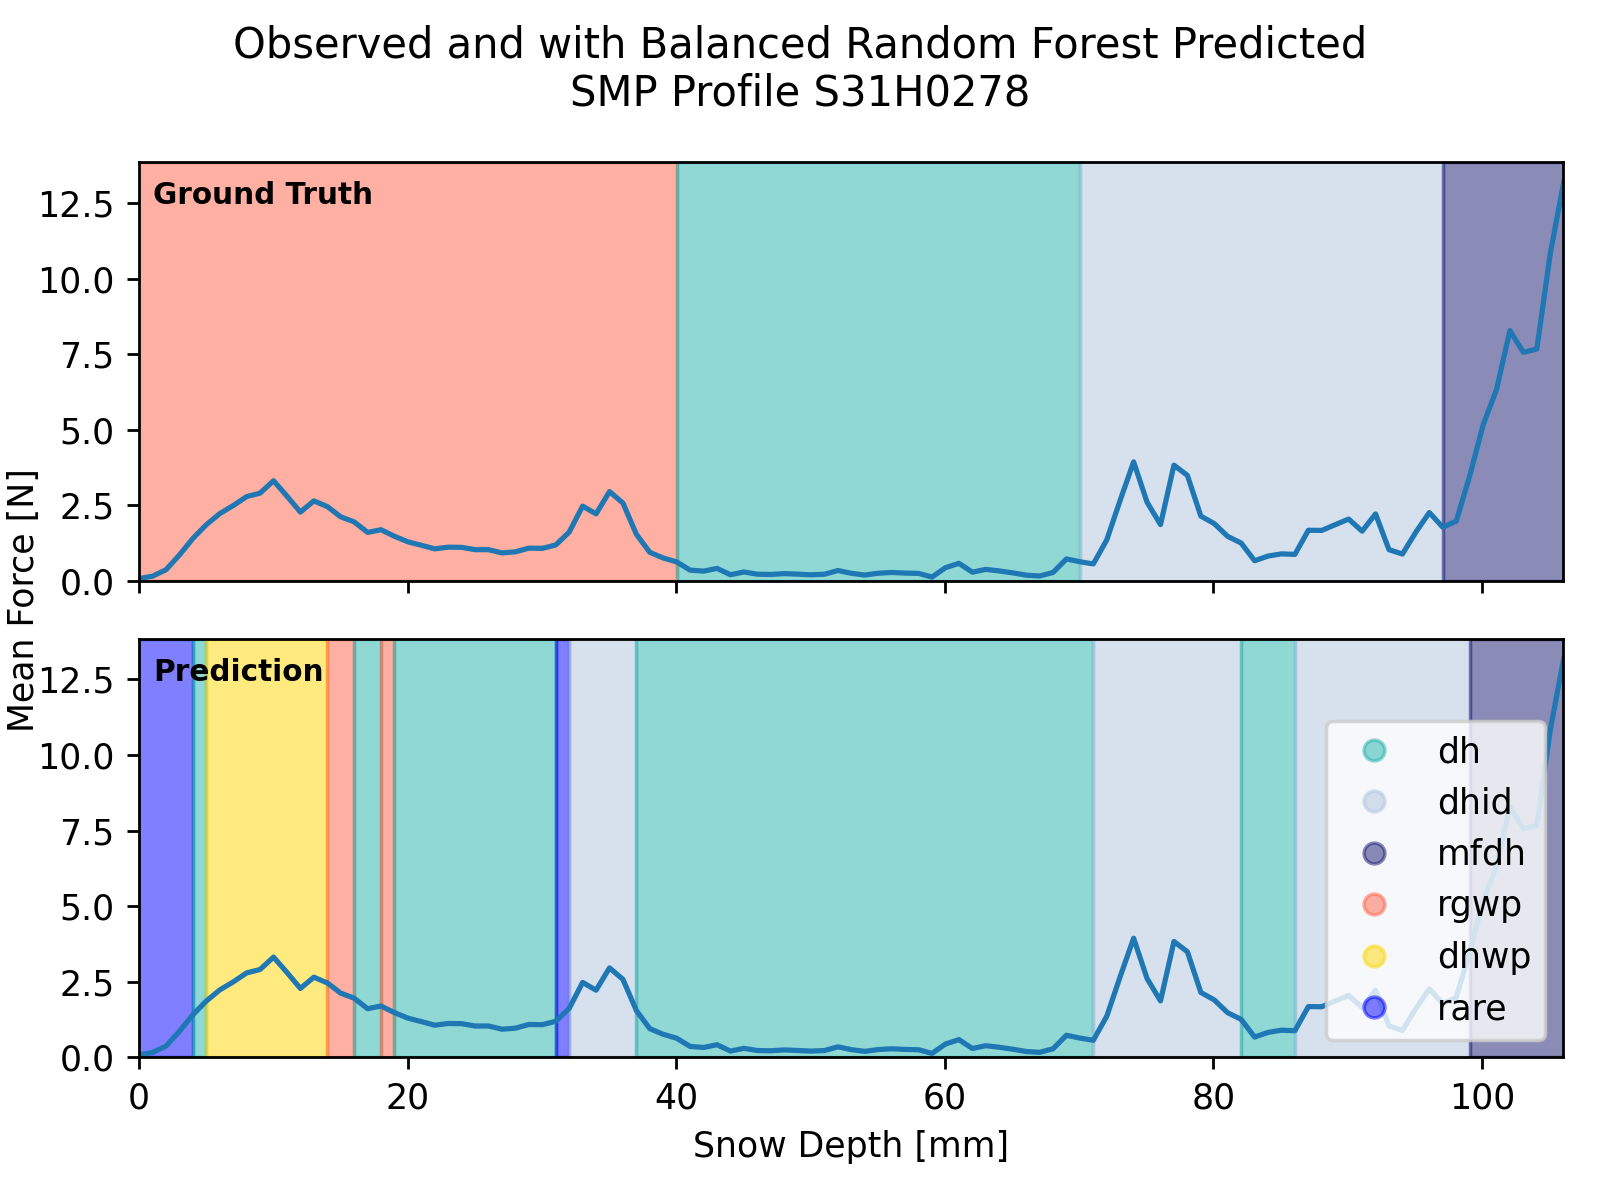 Observed and with Balanced Random Forest Predicted
SMP Profile S31H0278
Mean Force [N]
Ground Truth
12.5
10.0
7.5
5.0
2.5
0.0
Prediction
12.5
10.0
7.5
5.0
2.5
0.0
dh
dhid
mfdh
rgwp
dhwp
rare
0 20 40 60 80 100
Snow Depth [mm]